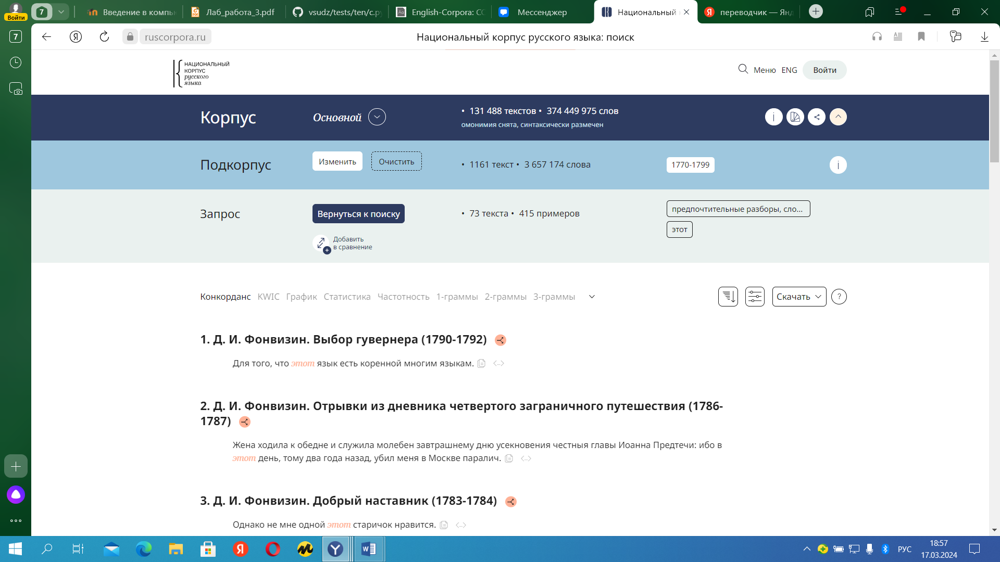 Войти
7
Введение в компь
Лаб_работа_3.pdf
vsudz/tests/ten/c.py
English-Corpora: CO
Мессенджер
Национальный
переводчик — Янд
7
ruscorpora.ru
Национальный корпус русского языка: поиск
НАЦИОНАЛЬНЫЙ
КОРПУС
русского
языка
Меню ENG Войти
Корпус
Основной
• 131 488 текстов • 374 449 975 слов
омонимия снята, синтаксически размечен
Подкорпус
Изменить
Очистить
• 1161 текст • 3 657 174 слова
1770-1799
Запрос
Вернуться к поиску
• 73 текста • 415 примеров
предпочтительные разборы, сло...
этот
Добавить
в сравнение
Конкорданс KWIC График Статистика Частотность 1-граммы 2-граммы 3-граммы
Скачать
?
1. Д. И. Фонвизин. Выбор гувернера (1790-1792)
Для того, что этот язык есть коренной многим языкам.
2. Д. И. Фонвизин. Отрывки из дневника четвертого заграничного путешествия (1786-
1787)
Жена ходила к обедне и служила молебен завтрашнему дню усекновения честныя главы Иоанна Предтечи: ибо в
этот день, тому два года назад, убил меня в Москве паралич.
3. Д. И. Фонвизин. Добрый наставник (1783-1784)
Однако не мне одной этот старичок нравится.
РУС
18:57
17.03.2024